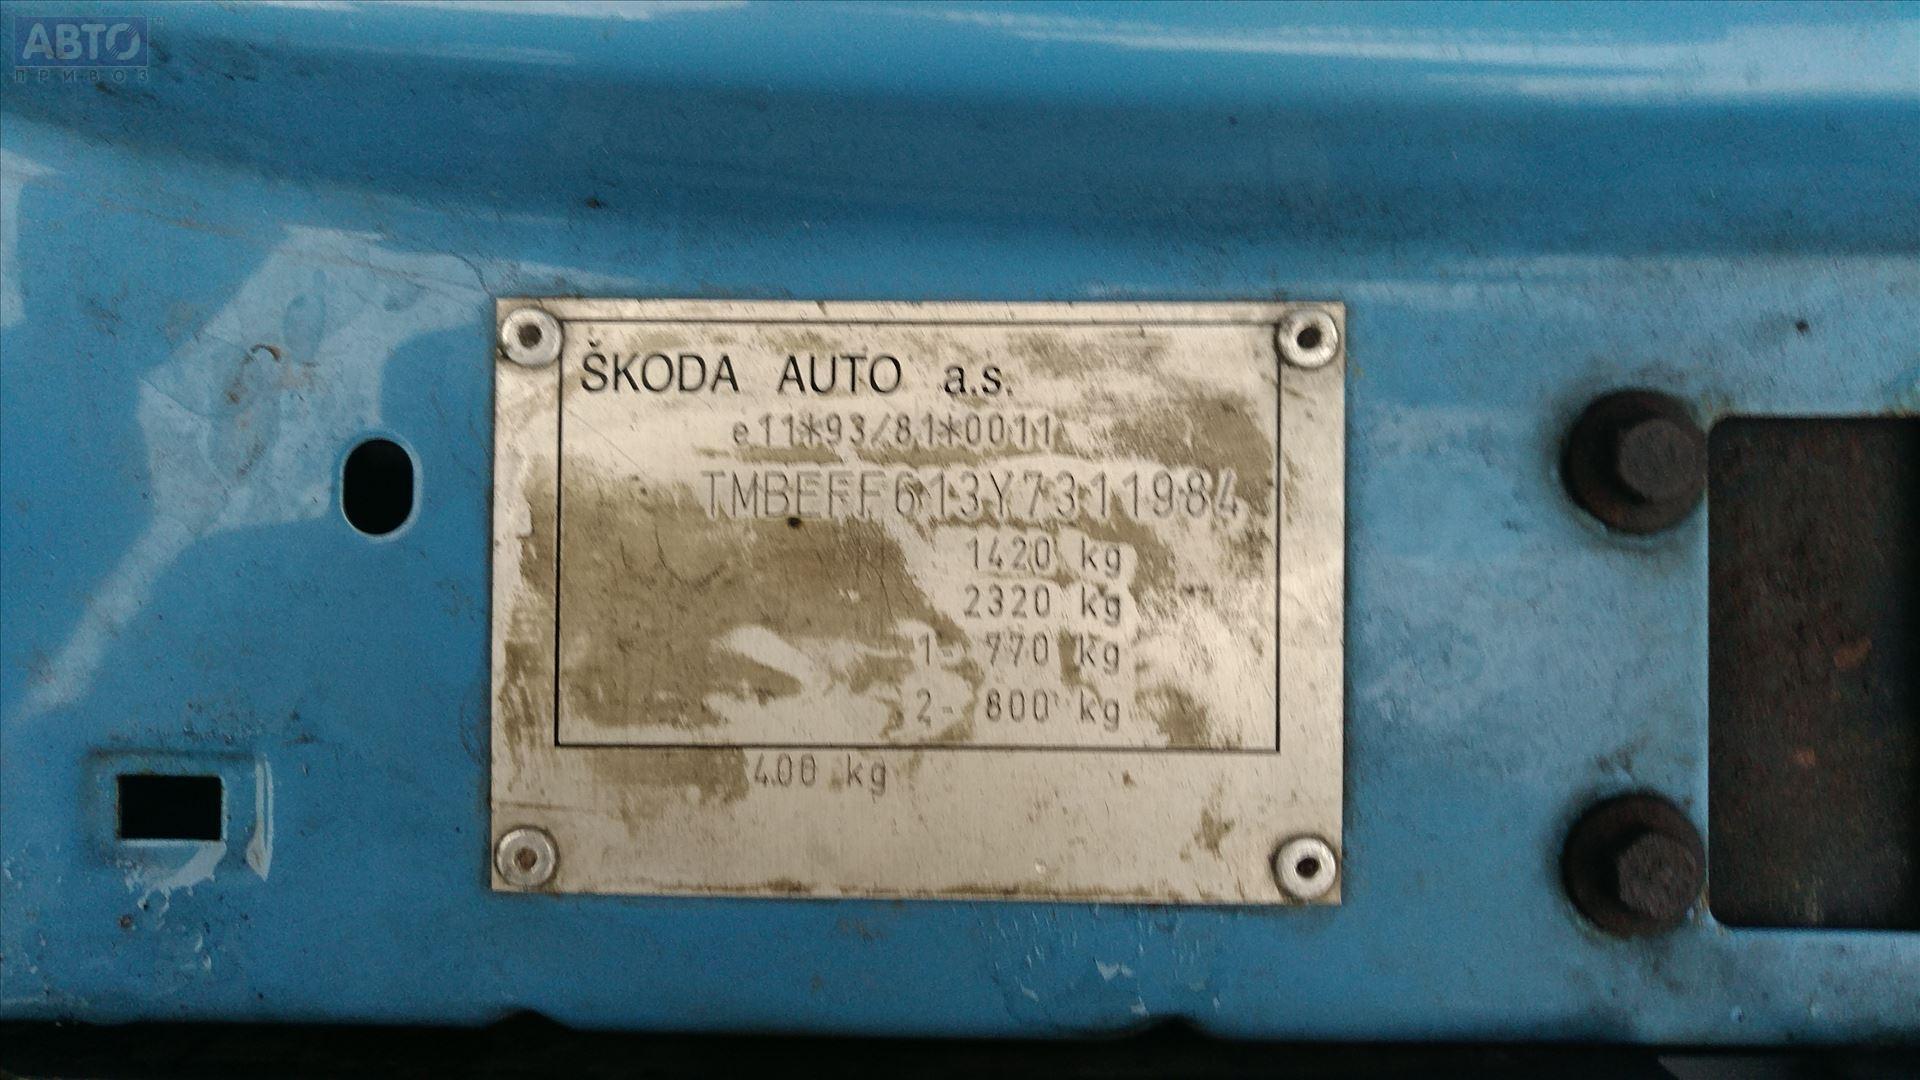 АВТО
ПРИВОЗ
ŠKODA AUTO a.s.
e11*93/81*0011
TMBEFF613Y7311984
1420 kg
2320 kg
1- 770 kg
2- 800 kg
400 kg